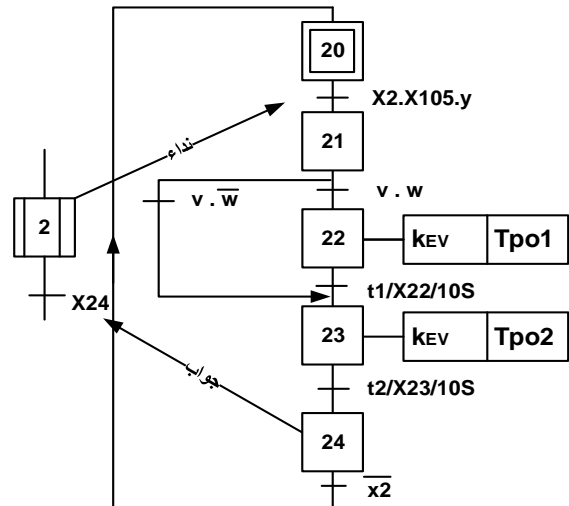 20
X2.X105.y
نداء
21
v . w̅
v . w
2
22
kEV Tpo1
t1/X22/10S
X24
23
kEV Tpo2
جواب
t2/X23/10S
24
x̅2̅